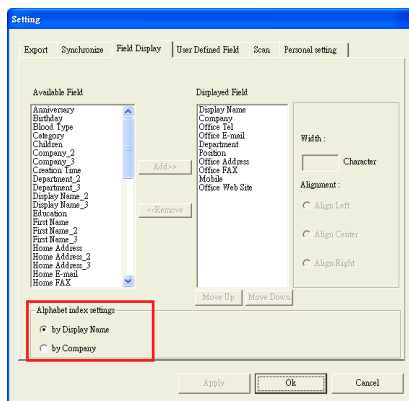 Setting
Export Synchronize Field Display User Defined Field Scan Personal setting
Available Field
Anniversary
Birthday
Blood Type
Category
Children
Company_2
Company_3
Creation Time
Department_2
Department_3
Display Name_2
Display Name_3
Education
First Name
First Name_2
First Name_3
Home Address
Home Address_2
Home Address_3
Home E-mail
Home FAX
Add>>
<<Remove
Displayed Field
Display Name
Company
Office Tel
Office E-mail
Department
Position
Office Address
Office FAX
Mobile
Office Web Site
Move Up Move Down
Width :
Character
Alignment :
Align Left
Align Center
Align Right
Alphabet index settings
by Display Name
by Company
Apply Ok Cancel